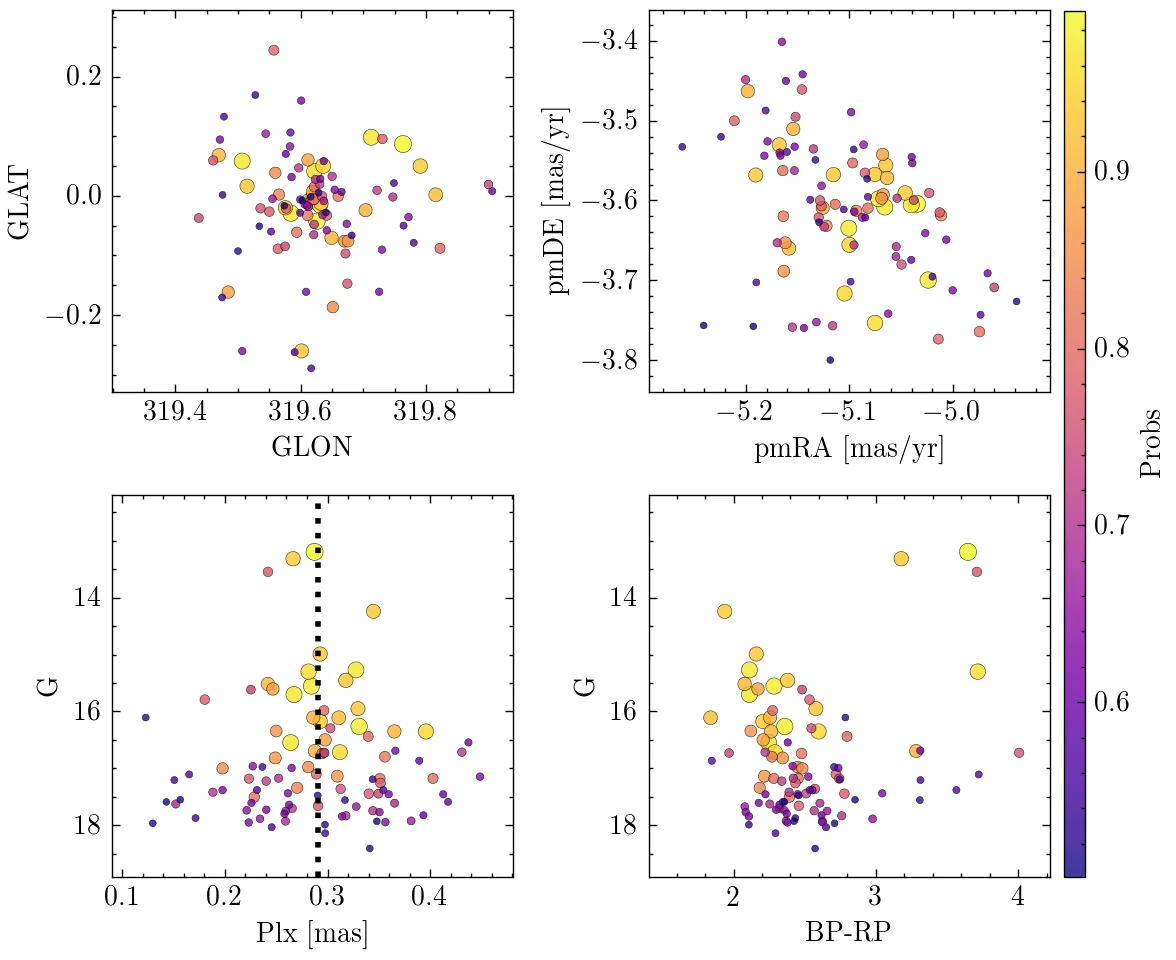 0.2
0.0
−0.2
GLAT
319.4 319.6 319.8
GLON
−3.4
−3.5
−3.6
−3.7
−3.8
pmDE [mas/yr]
−5.2 −5.1 −5.0
pmRA [mas/yr]
0.9
0.8
0.7
0.6
Probs
14
16
18
G
0.1 0.2 0.3 0.4
Plx [mas]
14
16
18
G
2 3 4
BP-RP